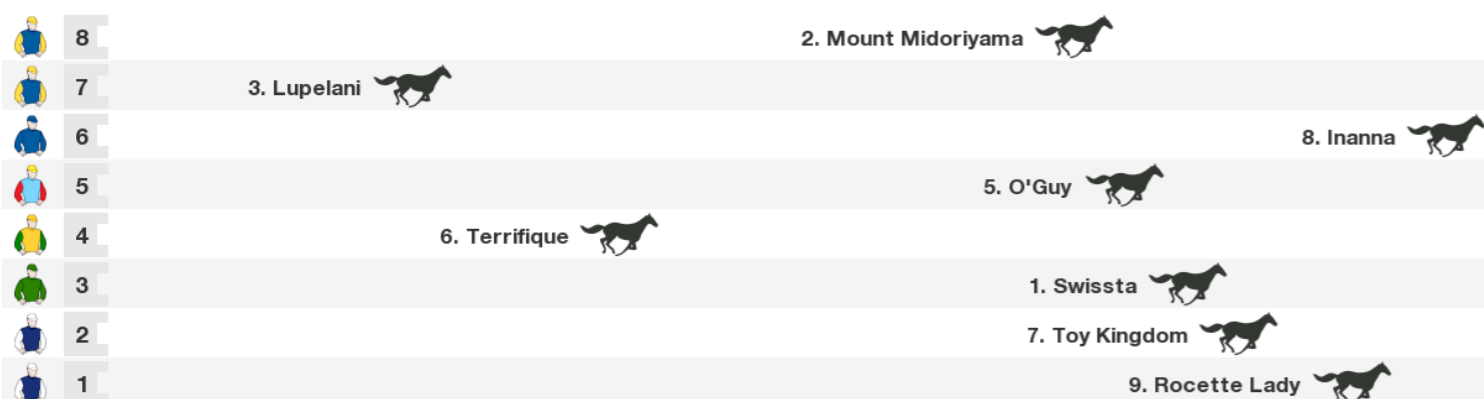 8 2. Mount Midoriyama
7 3. Lupelani
6 8. Inanna
5 5. O'Guy
4 6. Terrifique
3 1. Swissta
2 7. Toy Kingdom
1 9. Rocette Lady